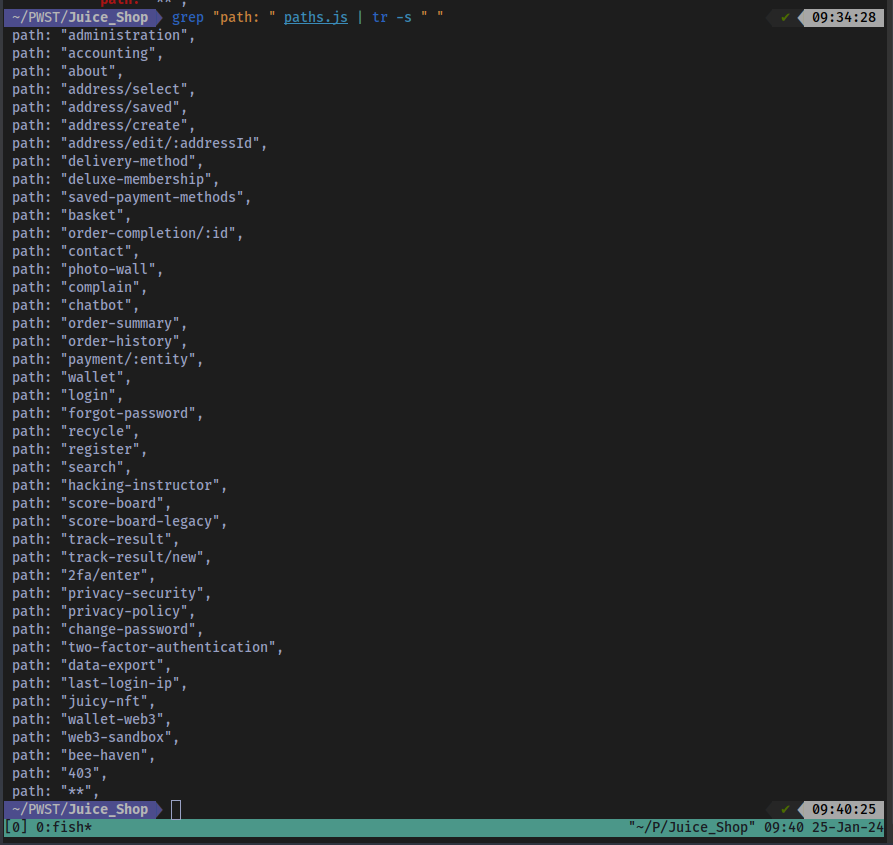 path: "**",
~/PWST/Juice_Shop grep "path: " paths.js | tr -s " " ✔ 09:34:28
path: "administration",
path: "accounting",
path: "about",
path: "address/select",
path: "address/saved",
path: "address/create",
path: "address/edit/:addressId",
path: "delivery-method",
path: "deluxe-membership",
path: "saved-payment-methods",
path: "basket",
path: "order-completion/:id",
path: "contact",
path: "photo-wall",
path: "complain",
path: "chatbot",
path: "order-summary",
path: "order-history",
path: "payment/:entity",
path: "wallet",
path: "login",
path: "forgot-password",
path: "recycle",
path: "register",
path: "search",
path: "hacking-instructor",
path: "score-board",
path: "score-board-legacy",
path: "track-result",
path: "track-result/new",
path: "2fa/enter",
path: "privacy-security",
path: "privacy-policy",
path: "change-password",
path: "two-factor-authentication",
path: "data-export",
path: "last-login-ip",
path: "juicy-nft",
path: "wallet-web3",
path: "web3-sandbox",
path: "bee-haven",
path: "403",
path: "**",
~/PWST/Juice_Shop ✔ 09:40:25
[0] 0:fish* "~/P/Juice_Shop" 09:40 25-Jan-24